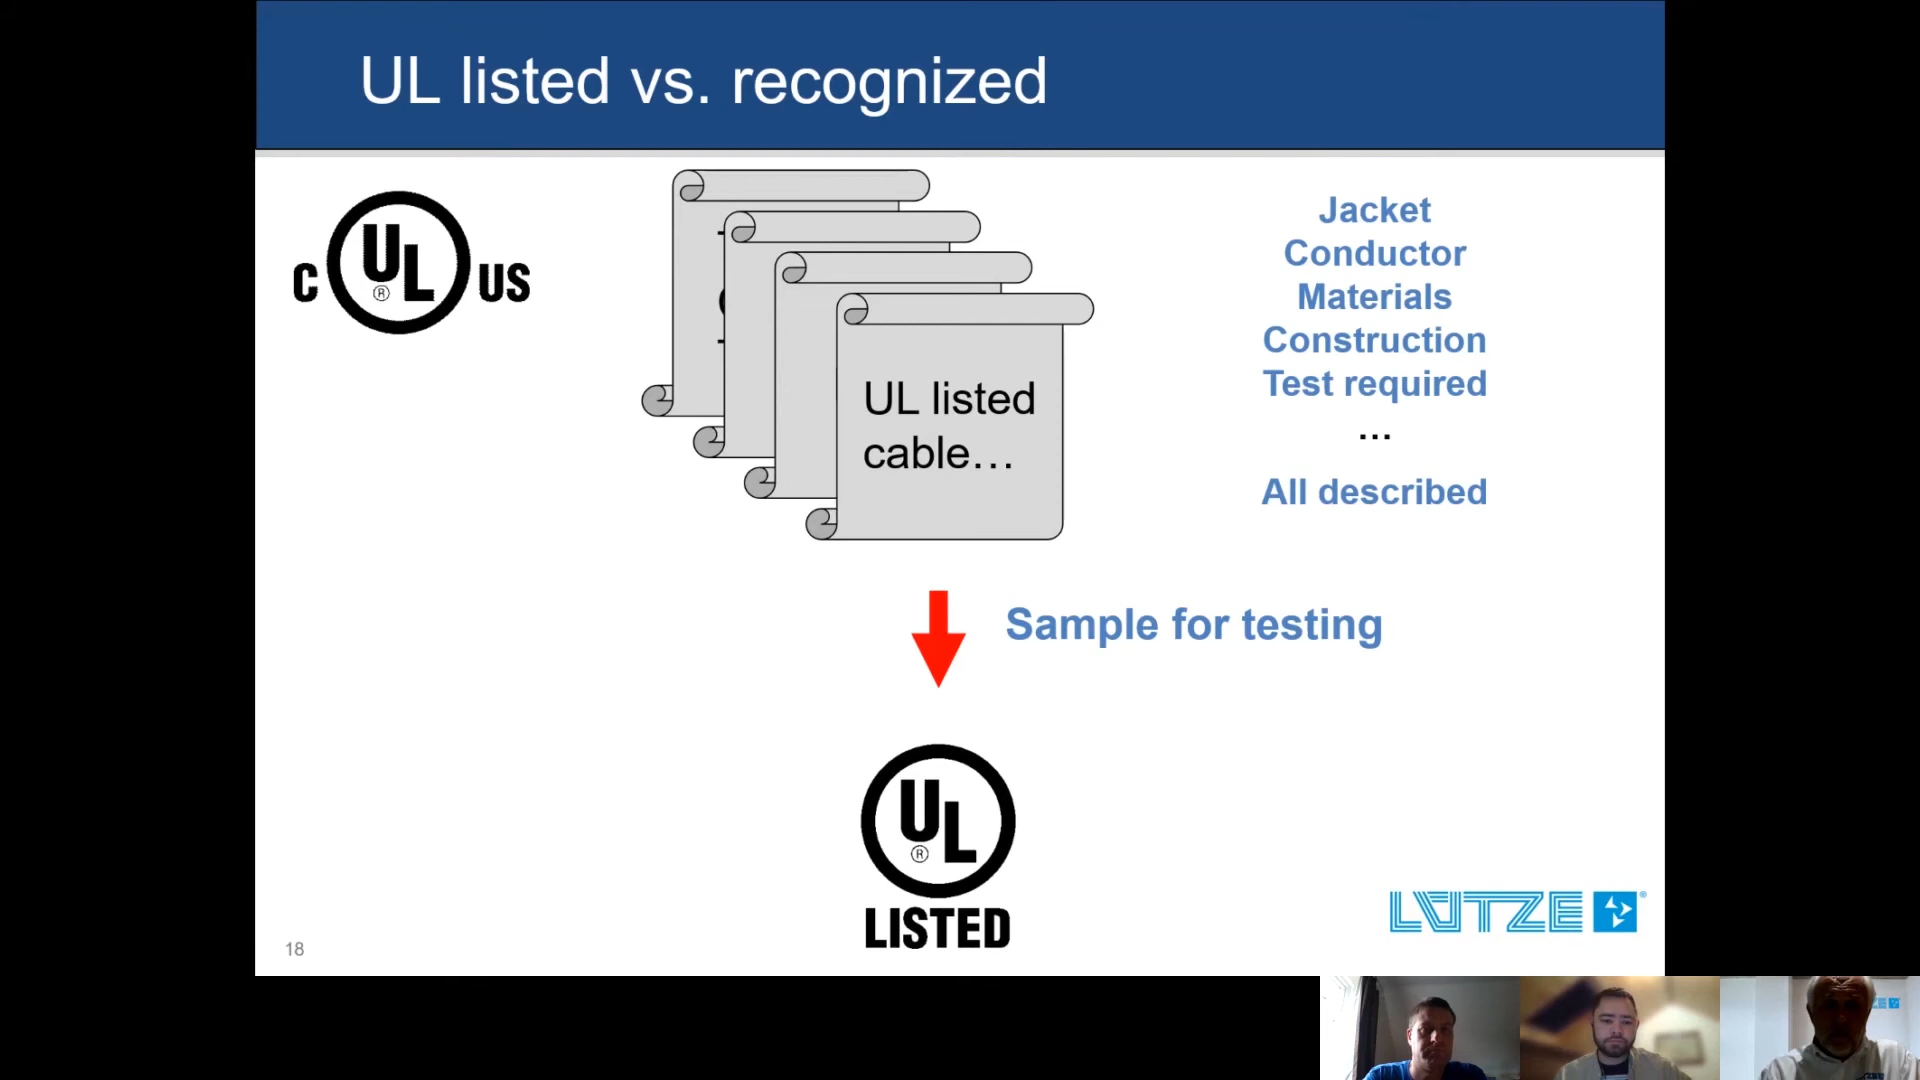 UL listed vs. recognized
C UL ® US
UL listed
cable…
Jacket
Conductor
Materials
Construction
Test required
…
All described
Sample for testing
UL ®
LISTED
LÜTZE ®
18